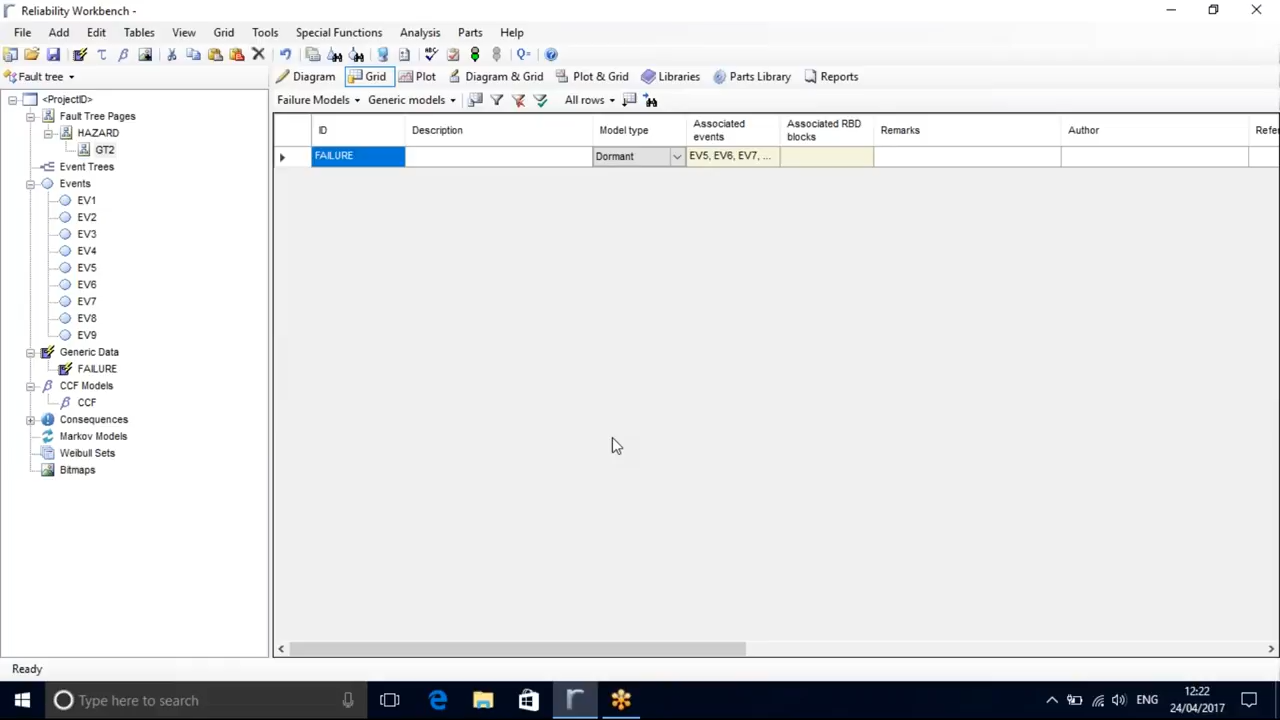 Reliability Workbench -
File Add Edit Tables View Grid Tools Special Functions Analysis Parts Help
Fault tree Diagram Grid Plot Diagram & Grid Plot & Grid Libraries Parts Library Reports
Failure Models Generic models All rows
<ProjectID>
Fault Tree Pages
HAZARD
GT2
Event Trees
Events
EV1
EV2
EV3
EV4
EV5
EV6
EV7
EV8
EV9
Generic Data
FAILURE
CCF Models
CCF
Consequences
Markov Models
Weibull Sets
Bitmaps
ID Description Model type Associated events Associated RBD blocks Remarks Author Refer
FAILURE Dormant EV5, EV6, EV7, ...
Ready
Type here to search
ENG
12:22
24/04/2017